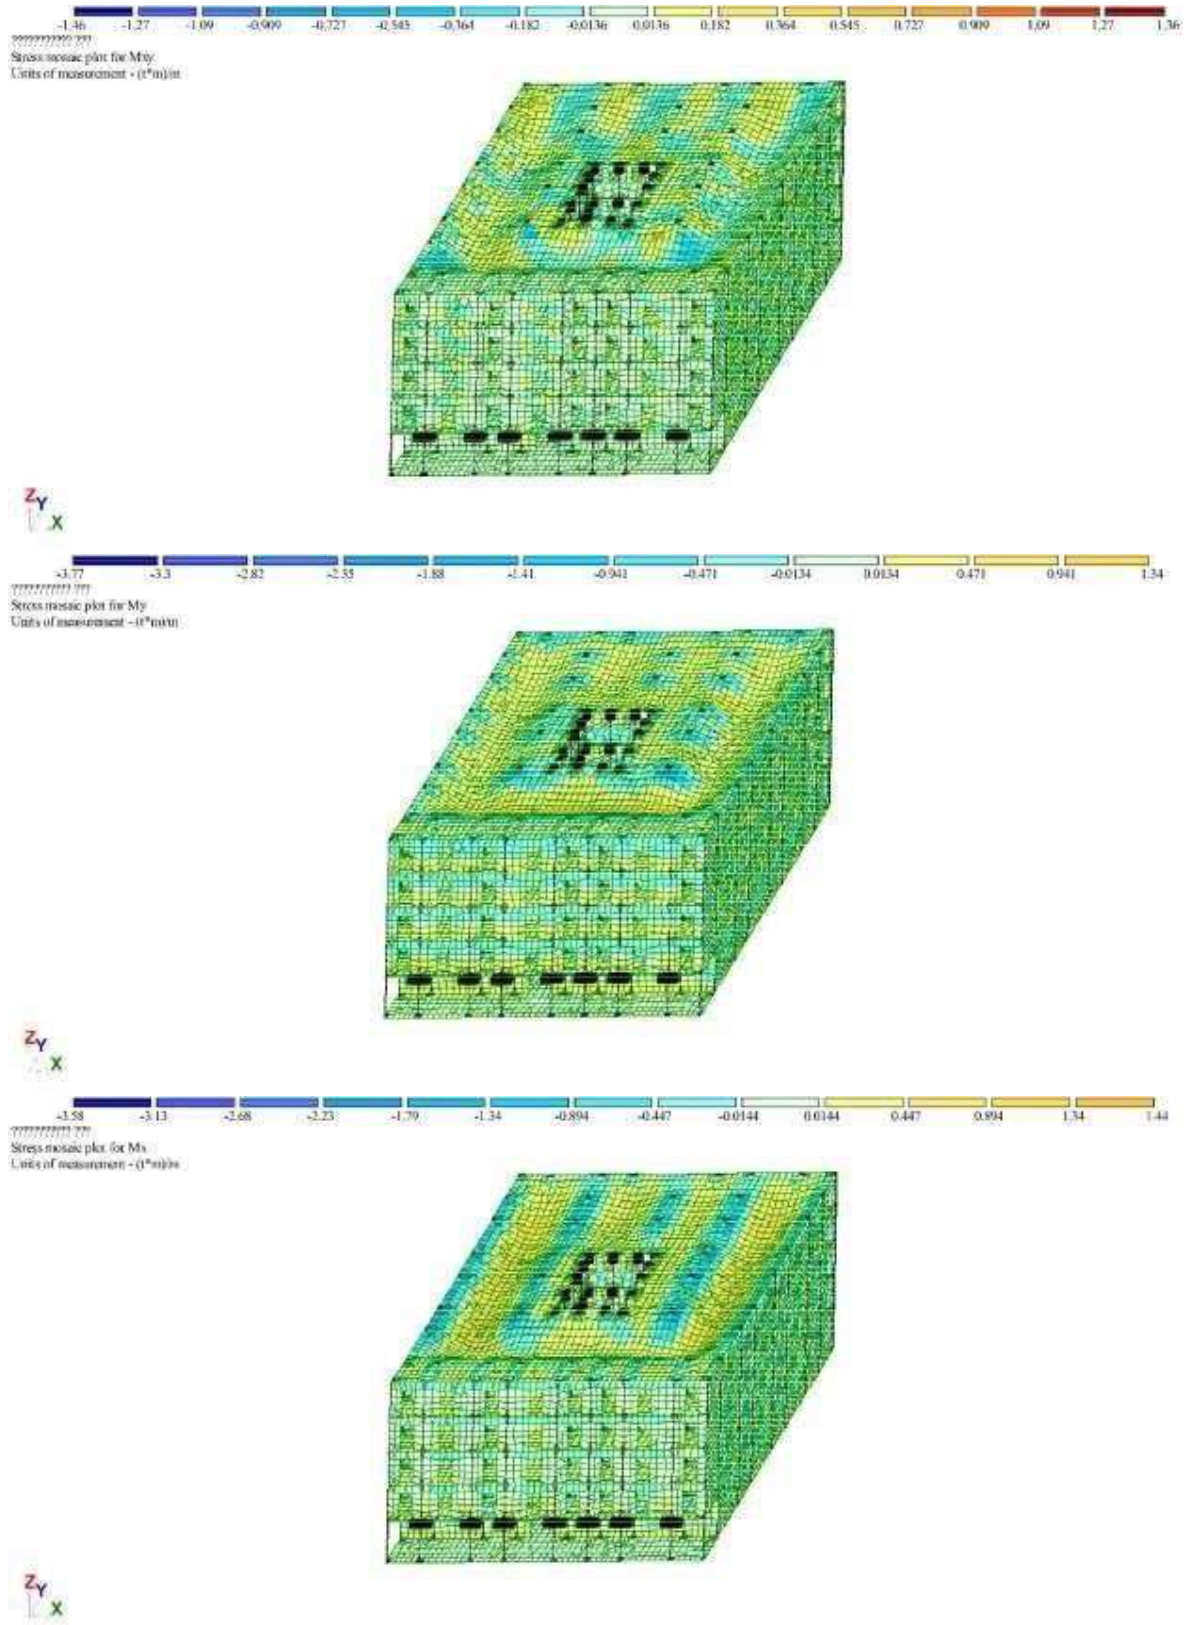 -1.46 -1.27 -1.09 -0.909 -0.727 -0.545 -0.364 -0.182 -0.0136 0.0136 0.182 0.364 0.545 0.727 0.909 1.09 1.27 1.36
??????????? ???
Stress mosaic plot for Mxy
Units of measurement - (t*m)/m
Z
Y
X
-3.77 -3.3 -2.82 -2.35 -1.88 -1.41 -0.941 -0.471 -0.0134 0.0134 0.471 0.941 1.34
??????????? ???
Stress mosaic plot for My
Units of measurement - (t*m)/m
Z
Y
X
-3.58 -3.13 -2.68 -2.23 -1.79 -1.34 -0.894 -0.447 -0.0144 0.0144 0.447 0.894 1.34 1.44
??????????? ???
Stress mosaic plot for Mx
Units of measurement - (t*m)/m
Z
Y
X